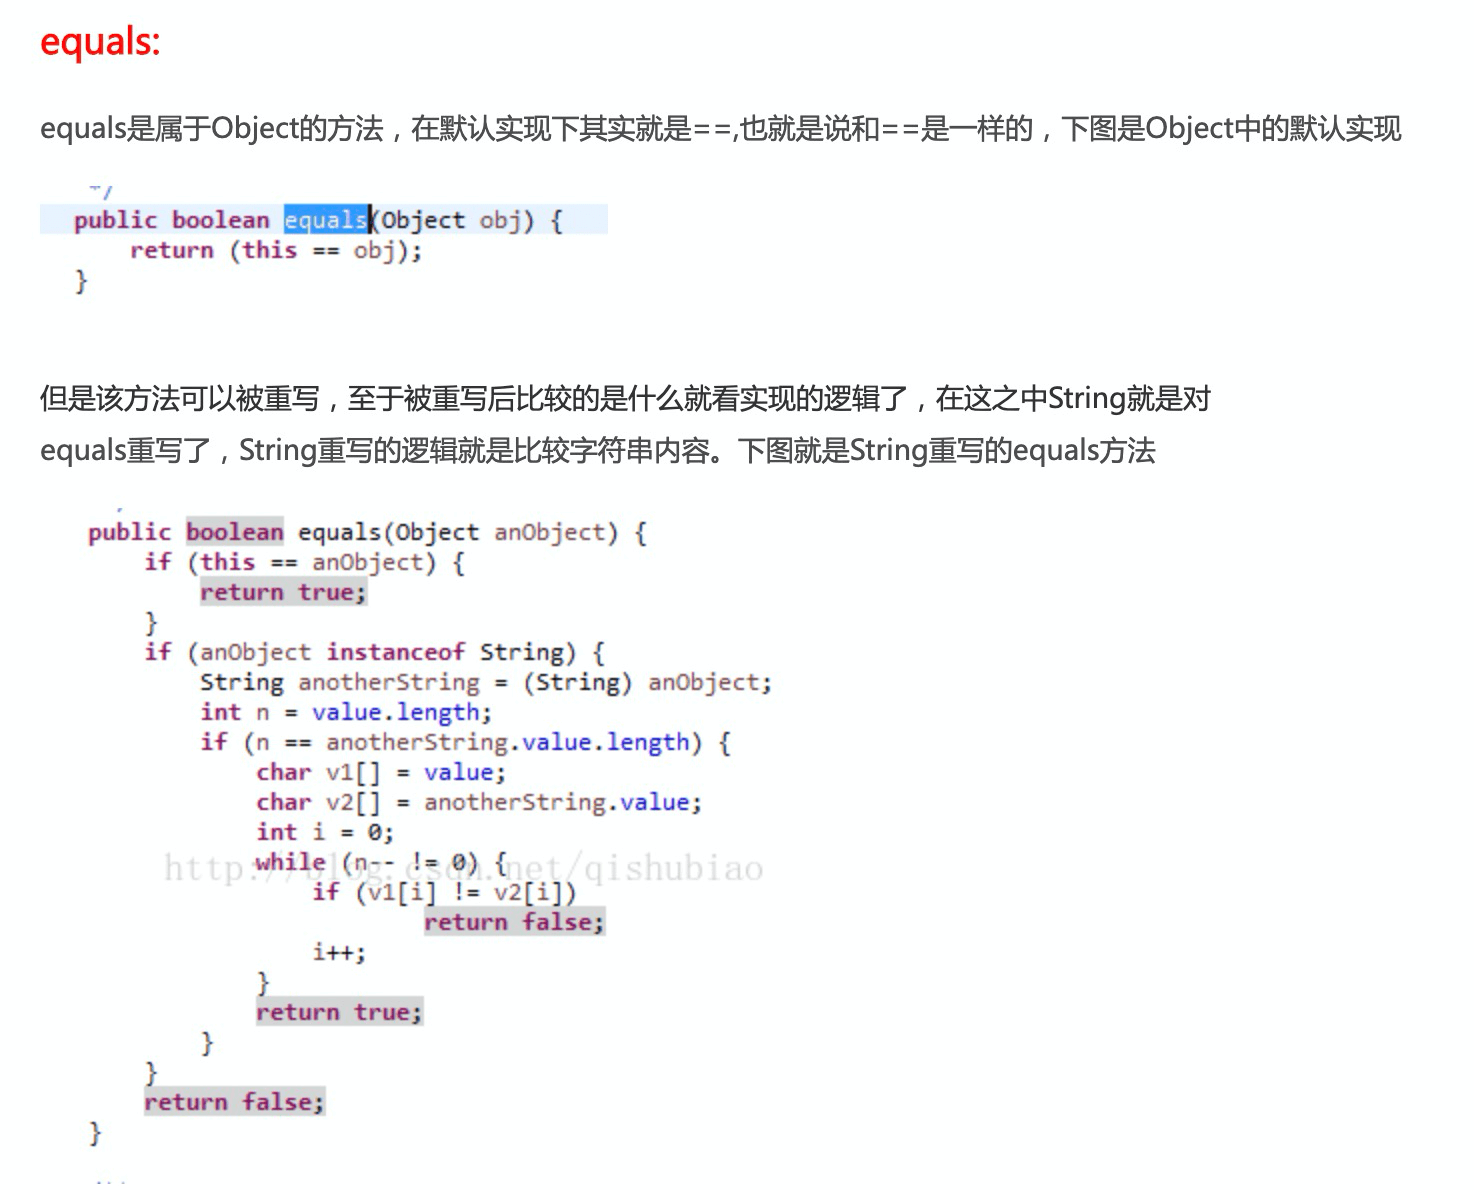 equals:
equals是属于Object的方法，在默认实现下其实就是==,也就是说和==是一样的，下图是Object中的默认实现
*/
public boolean equals(Object obj) {
return (this == obj);
}
但是该方法可以被重写，至于被重写后比较的是什么就看实现的逻辑了，在这之中String就是对
equals重写了，String重写的逻辑就是比较字符串内容。下图就是String重写的equals方法
public boolean equals(Object anObject) {
if (this == anObject) {
return true;
}
if (anObject instanceof String) {
String anotherString = (String) anObject;
int n = value.length;
if (n == anotherString.value.length) {
char v1[] = value;
char v2[] = anotherString.value;
int i = 0;
while (n-- != 0) {
http://blog.csdn.net/qishubiao
if (v1[i] != v2[i])
return false;
i++;
}
return true;
}
}
return false;
}